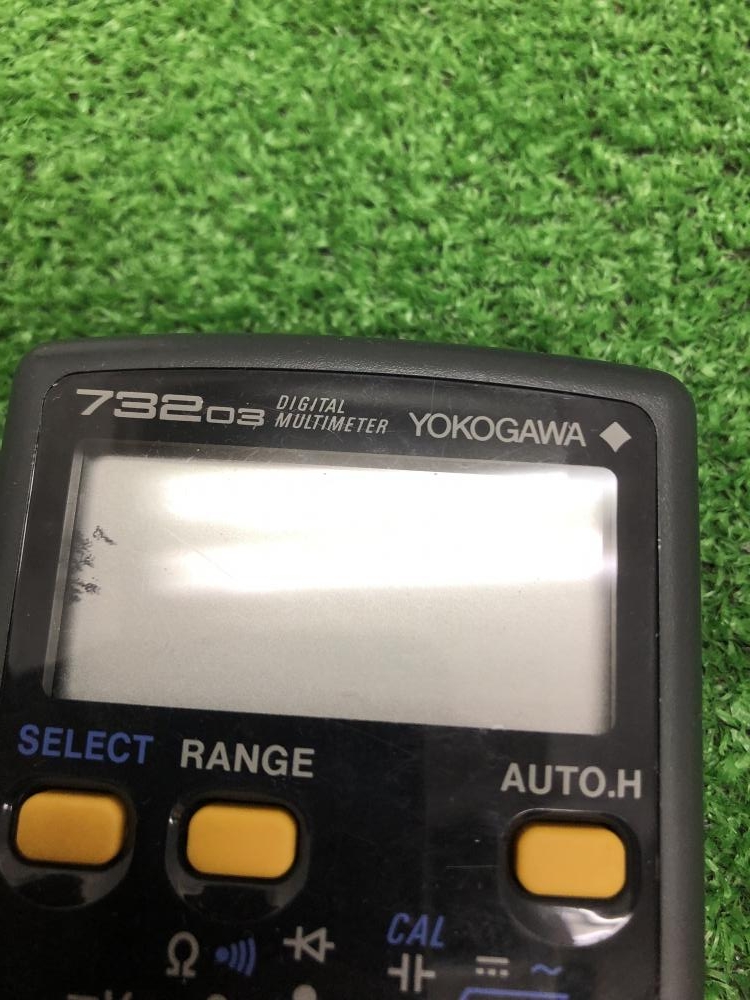 73203 DIGITAL MULTIMETER YOKOGAWA
SELECT RANGE AUTO.H
CAL
Ω